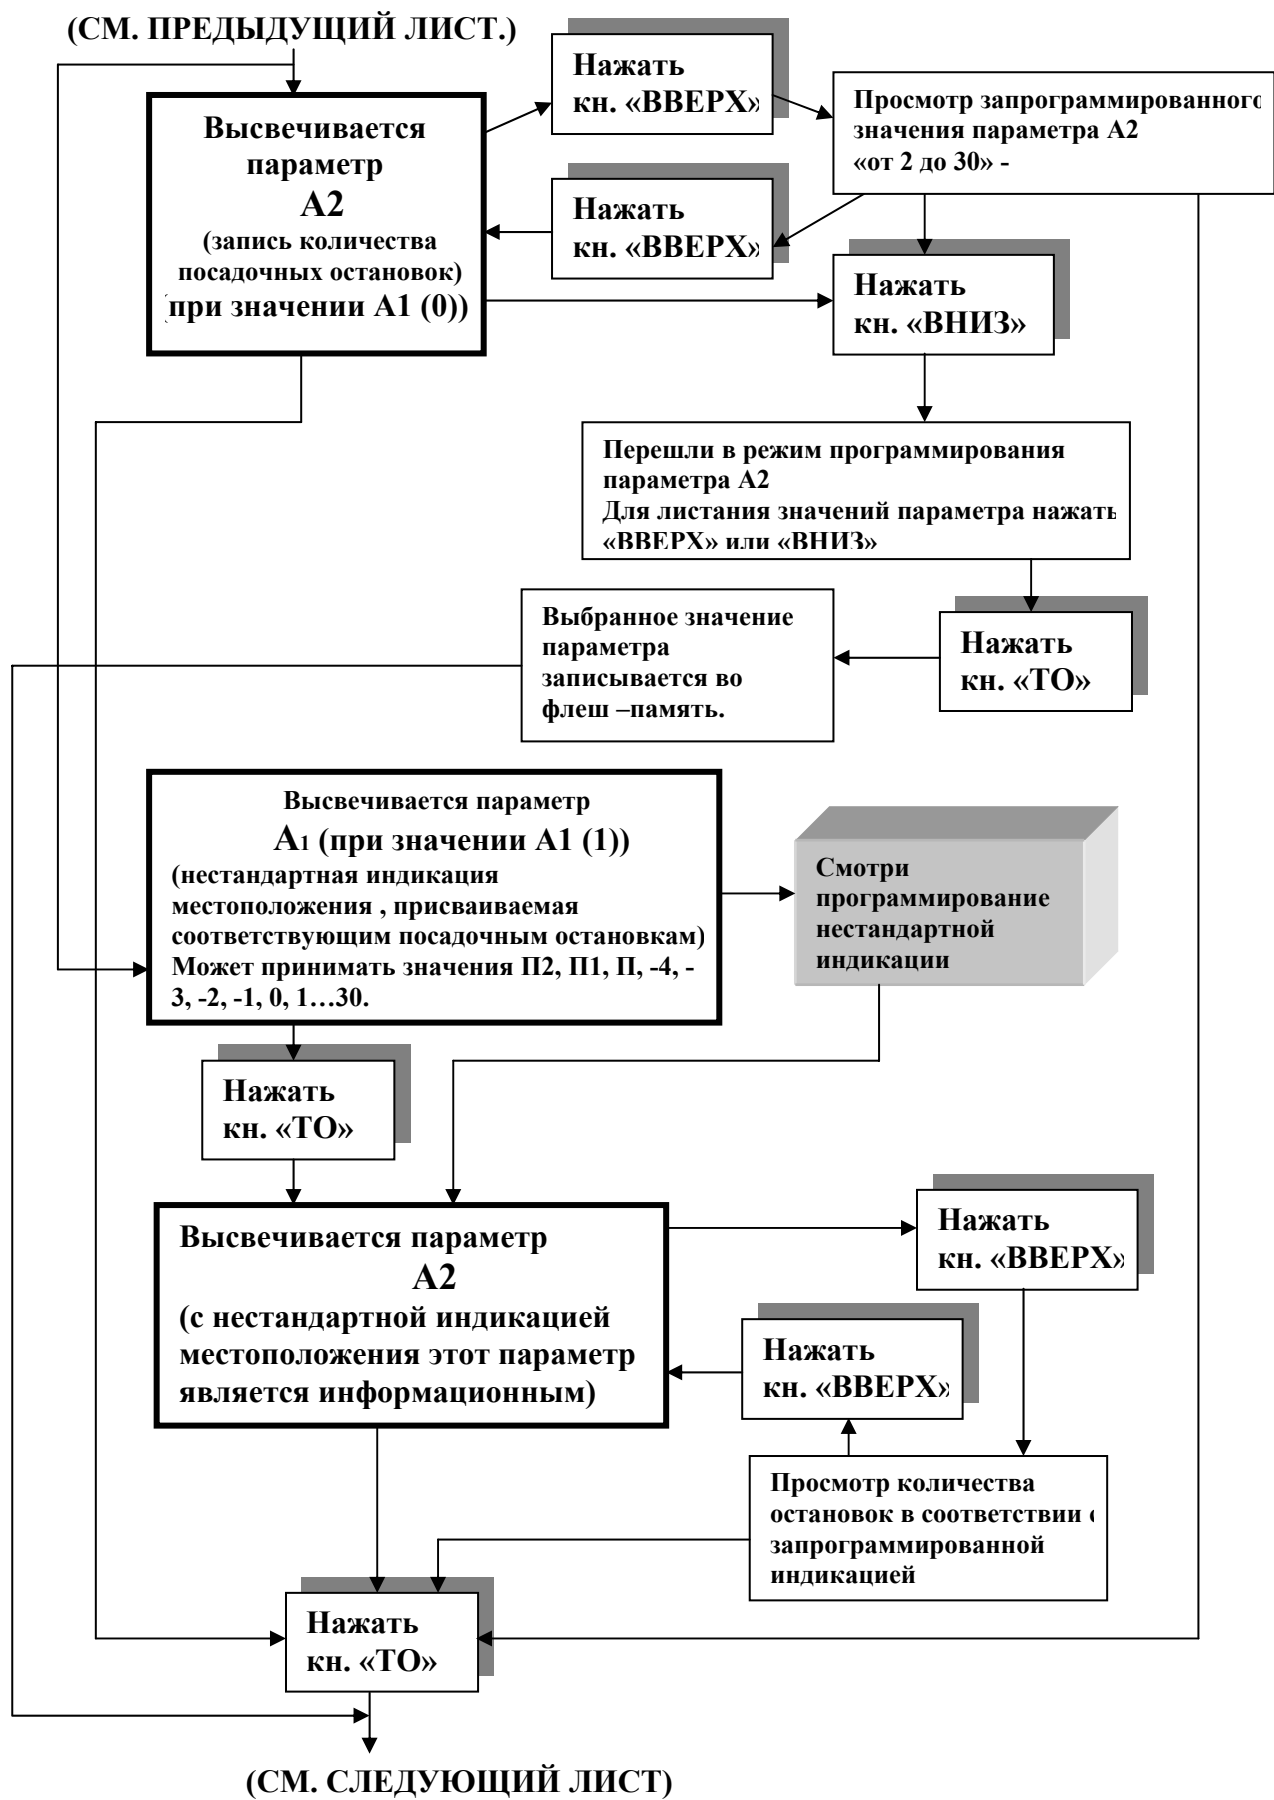 (СМ. ПРЕДЫДУЩИЙ ЛИСТ.)
Высвечивается
параметр
А2
(запись количества
посадочных остановок)
(при значении А1 (0))
Нажать
кн. «ВВЕРХ»
Просмотр запрограммированного
значения параметра А2
«от 2 до 30» -
Нажать
кн. «ВВЕРХ»
Нажать
кн. «ВНИЗ»
Перешли в режим программирования
параметра А2
Для листания значений параметра нажать
«ВВЕРХ» или «ВНИЗ»
Нажать
кн. «ТО»
Выбранное значение
параметра
записывается во
флеш –память.
Высвечивается параметр
А1 (при значении А1 (1))
(нестандартная индикация
местоположения , присваиваемая
соответствующим посадочным остановкам)
Может принимать значения П2, П1, П, -4, -
3, -2, -1, 0, 1…30.
Смотри
программирование
нестандартной
индикации
Нажать
кн. «ТО»
Высвечивается параметр
А2
(с нестандартной индикацией
местоположения этот параметр
является информационным)
Нажать
кн. «ВВЕРХ»
Нажать
кн. «ВВЕРХ»
Просмотр количества
остановок в соответствии с
запрограммированной
индикацией
Нажать
кн. «ТО»
(СМ. СЛЕДУЮЩИЙ ЛИСТ)